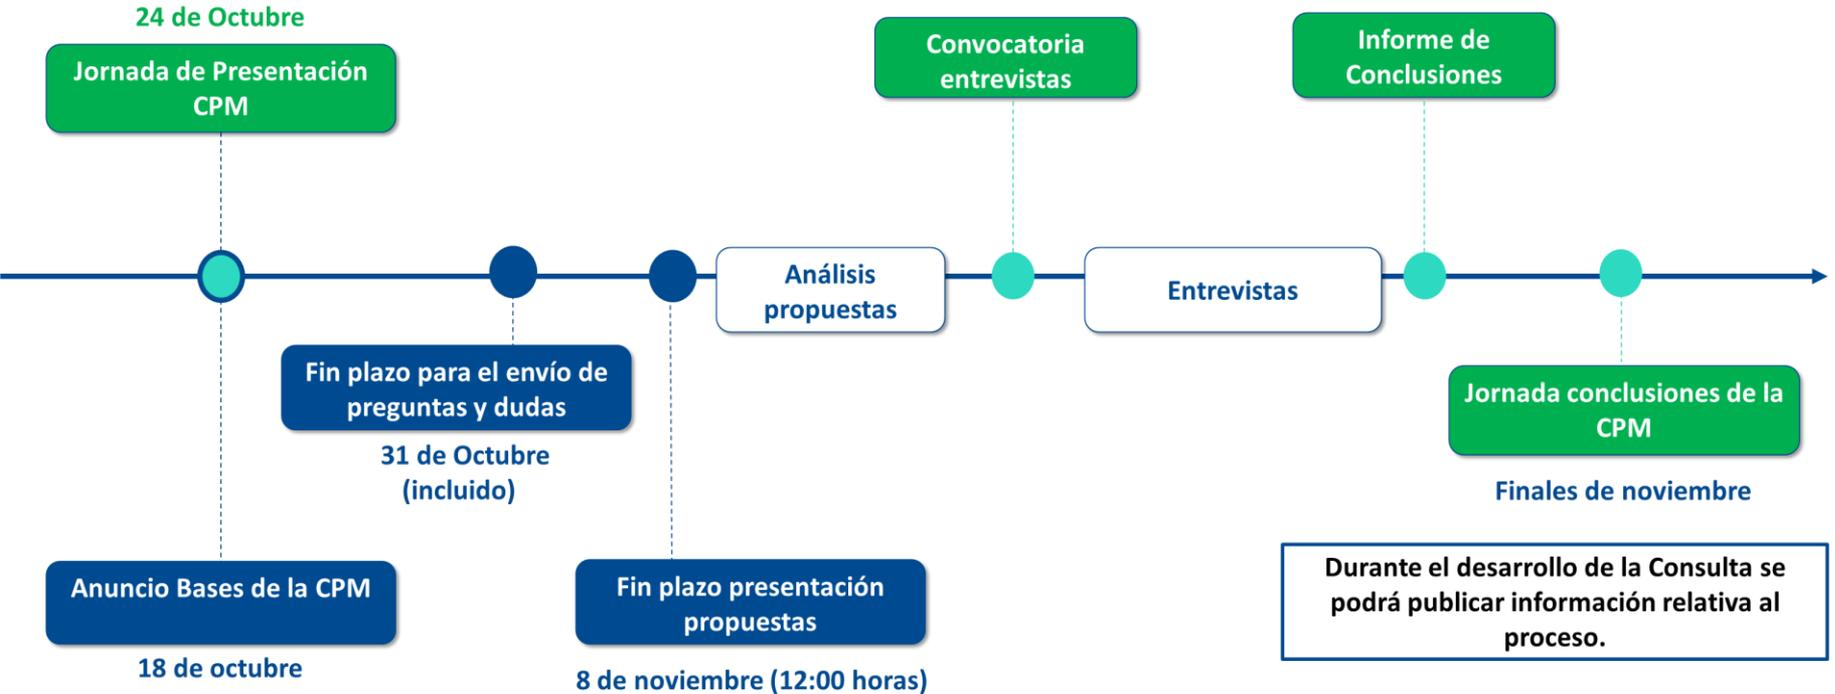 24 de Octubre
Jornada de Presentación
CPM
Convocatoria
entrevistas
Informe de
Conclusiones
Análisis
propuestas
Entrevistas
Fin plazo para el envío de
preguntas y dudas
31 de Octubre
(incluido)
Jornada conclusiones de la
CPM
Finales de noviembre
Anuncio Bases de la CPM
18 de octubre
Fin plazo presentación
propuestas
8 de noviembre (12:00 horas)
Durante el desarrollo de la Consulta se
podrá publicar información relativa al
proceso.